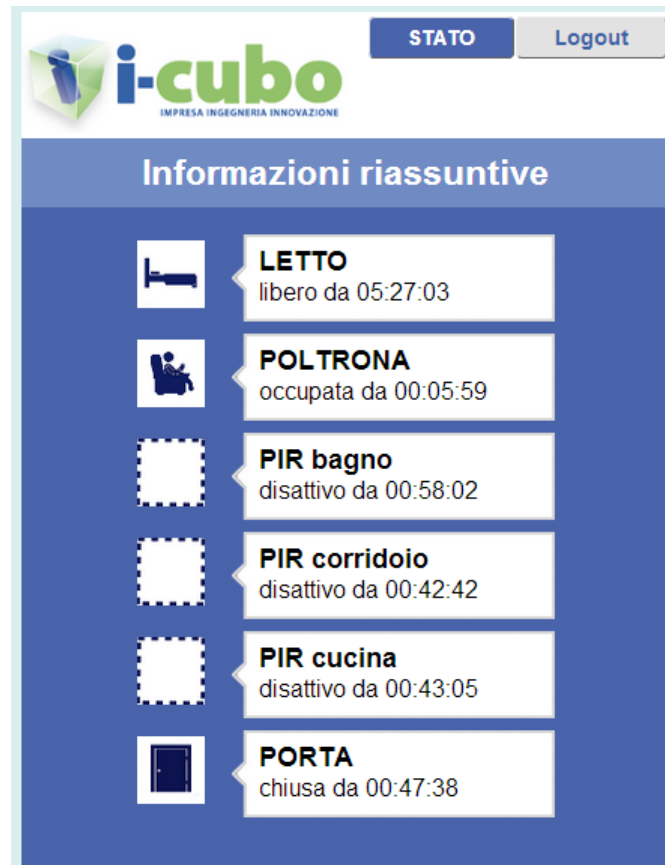 STATO
Logout
i-cubo
IMPRESA INGEGNERIA INNOVAZIONE
Informazioni riassuntive
LETTO
libero da 05:27:03
POLTRONA
occupata da 00:05:59
PIR bagno
disattivo da 00:58:02
PIR corridoio
disattivo da 00:42:42
PIR cucina
disattivo da 00:43:05
PORTA
chiusa da 00:47:38